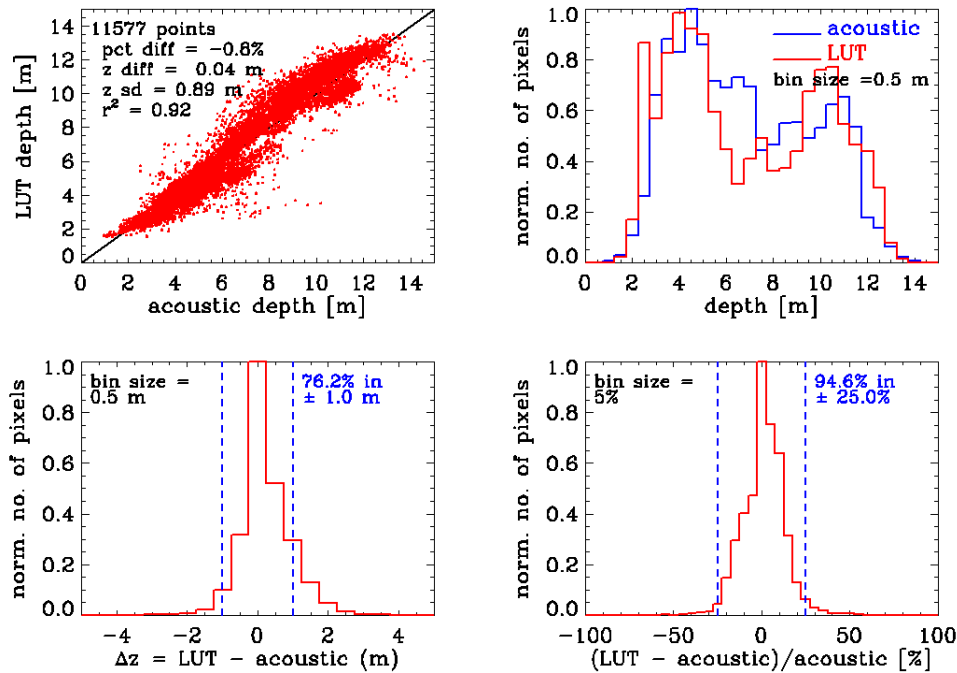 11577 points
pct diff = −0.8%
z diff = 0.04 m
z sd = 0.89 m
r² = 0.92
14
12
10
8
6
4
2
0
LUT depth [m]
0 2 4 6 8 10 12 14
acoustic depth [m]
acoustic
LUT
bin size =0.5 m
1.0
0.8
0.6
0.4
0.2
0.0
norm. no. of pixels
0 2 4 6 8 10 12 14
depth [m]
bin size =
0.5 m
76.2% in
± 1.0 m
1.0
0.8
0.6
0.4
0.2
0.0
norm. no. of pixels
−4 −2 0 2 4
Δz = LUT − acoustic (m)
bin size =
5%
94.6% in
± 25.0%
1.0
0.8
0.6
0.4
0.2
0.0
norm. no. of pixels
−100 −50 0 50 100
(LUT − acoustic)/acoustic [%]